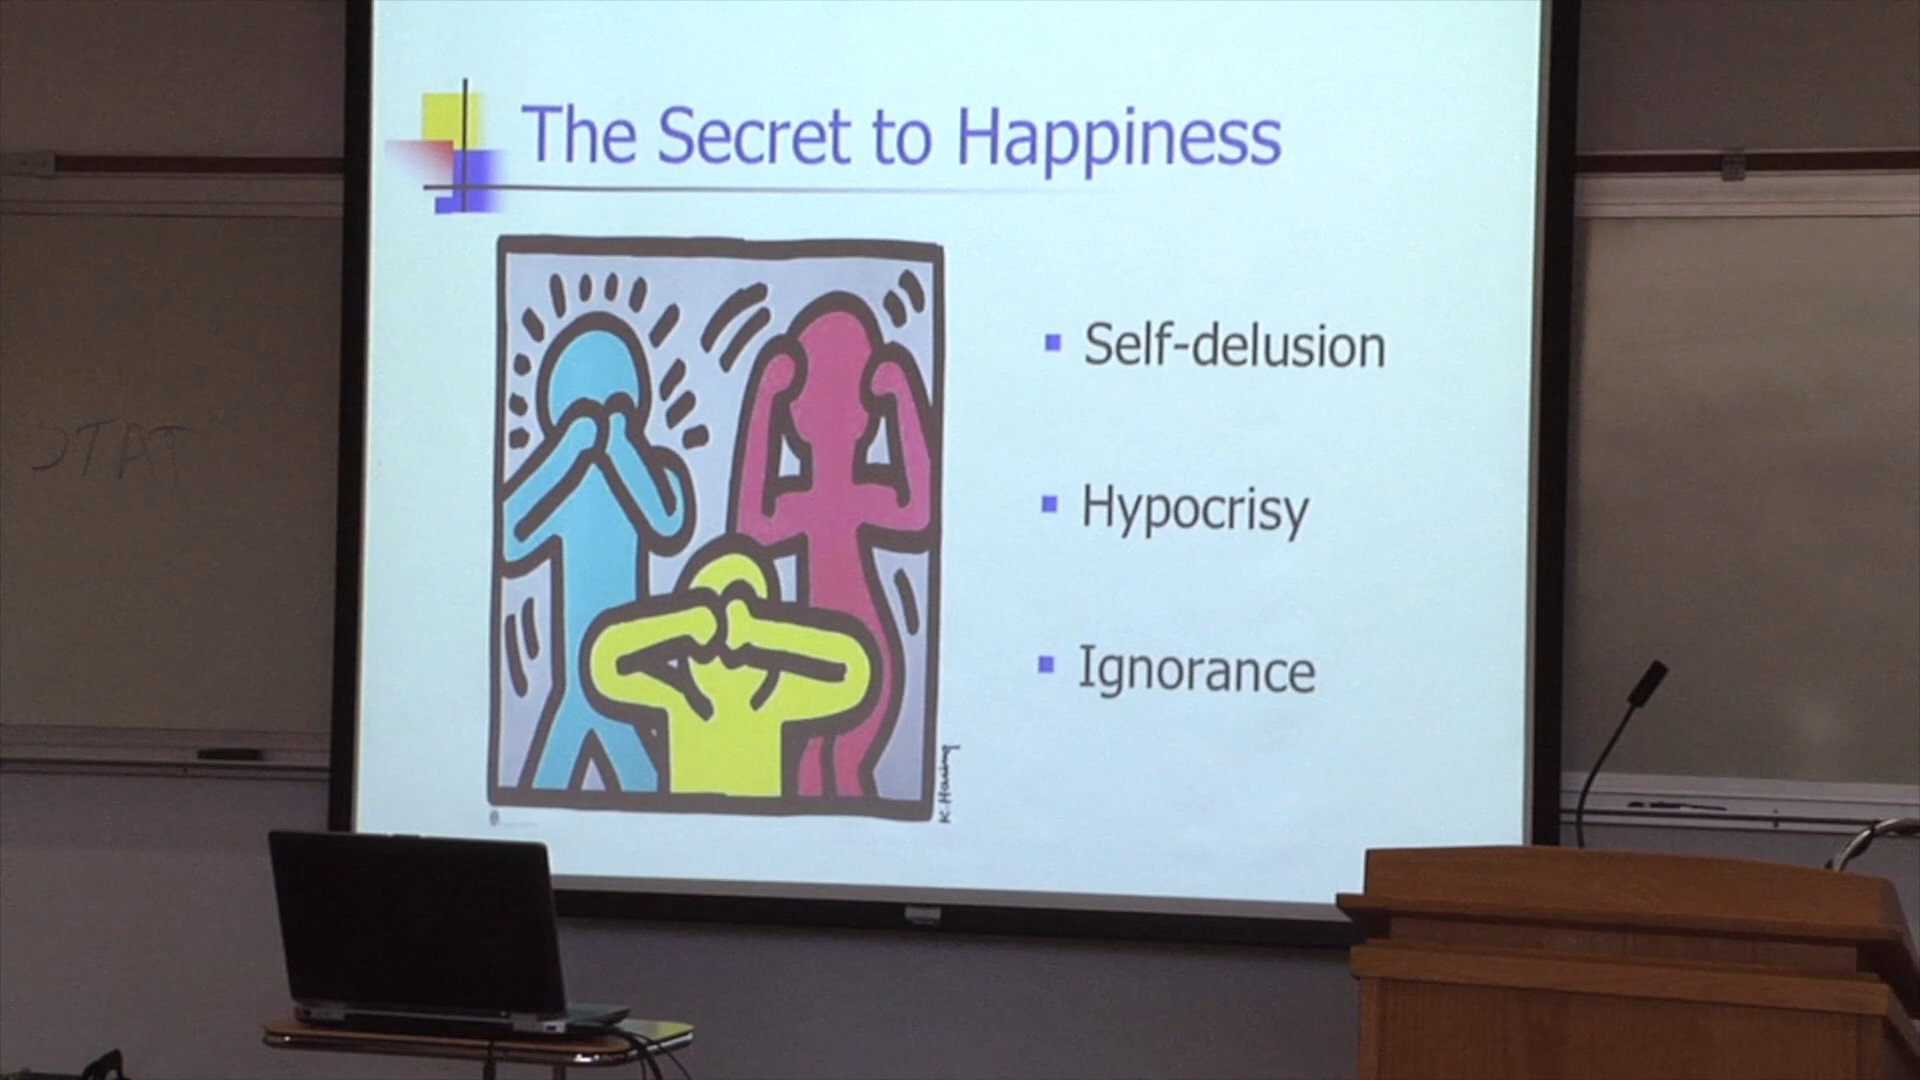 The Secret to Happiness
Self-delusion
Hypocrisy
Ignorance
K. Haring